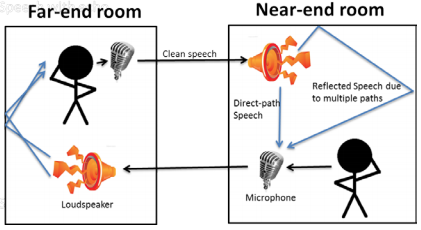 Far-end room
Near-end room
Clean speech
Reflected Speech due
to multiple paths
Direct-path
Speech
Loudspeaker
Microphone